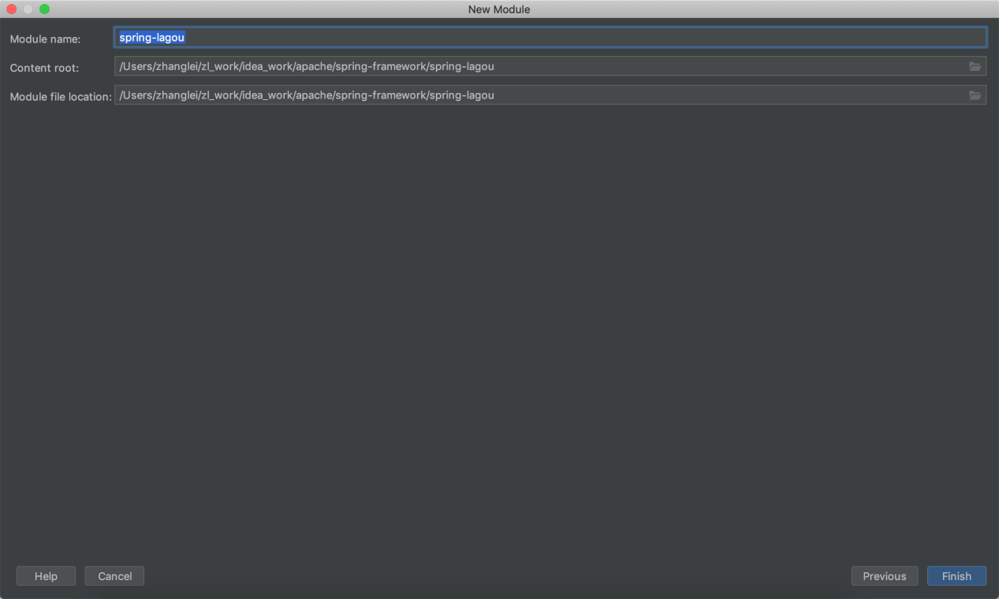 New Module
Module name: spring-lagou
Content root: /Users/zhanglei/zl_work/idea_work/apache/spring-framework/spring-lagou
Module file location: /Users/zhanglei/zl_work/idea_work/apache/spring-framework/spring-lagou
Help Cancel Previous Finish